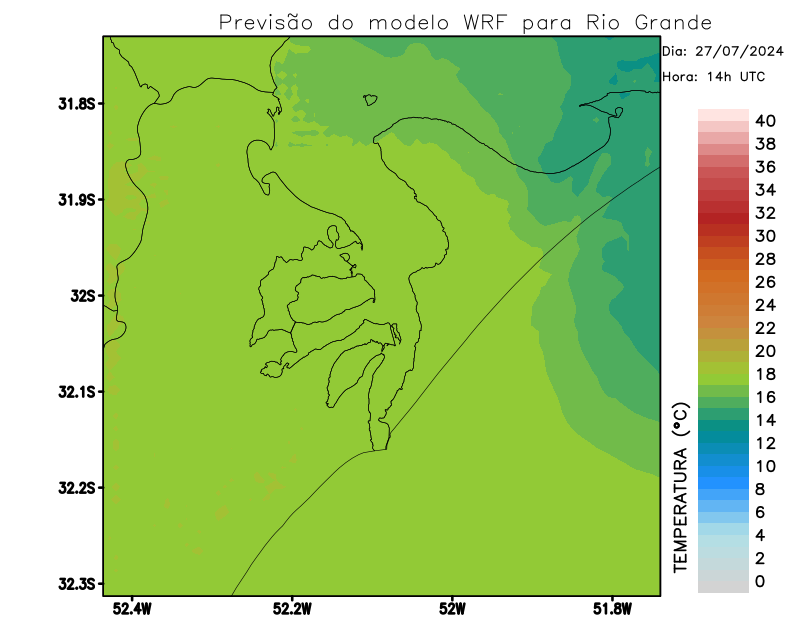 Previsão do modelo WRF para Rio Grande
Dia: 27/07/2024
Hora: 14h UTC
31.8S
31.9S
32S
32.1S
32.2S
32.3S
52.4W
52.2W
52W
51.8W
TEMPERATURA (ºC)
40
38
36
34
32
30
28
26
24
22
20
18
16
14
12
10
8
6
4
2
0